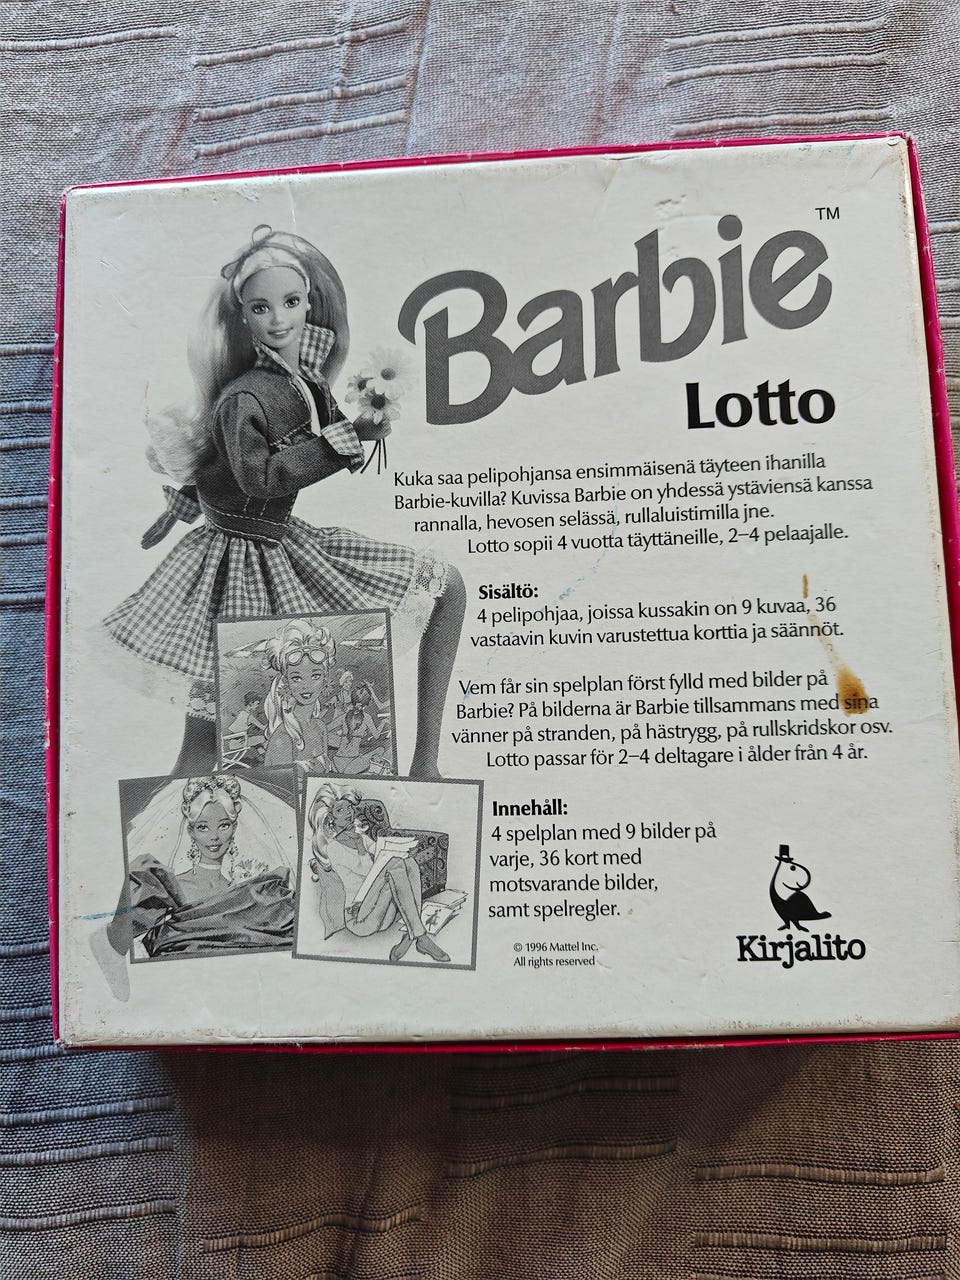 Barbie™
Lotto
Kuka saa pelipohjansa ensimmäisenä täyteen ihanilla
Barbie-kuvilla? Kuvissa Barbie on yhdessä ystäviensä kanssa
rannalla, hevosen selässä, rullaluistimilla jne.
Lotto sopii 4 vuotta täyttäneille, 2–4 pelaajalle.
Sisältö:
4 pelipohjaa, joissa kussakin on 9 kuvaa, 36
vastaavin kuvin varustettua korttia ja säännöt.
Vem får sin spelplan först fylld med bilder på
Barbie? På bilderna är Barbie tillsammans med sina
vänner på stranden, på hästrygg, på rullskridskor osv.
Lotto passar för 2–4 deltagare i ålder från 4 år.
Innehåll:
4 spelplan med 9 bilder på
varje, 36 kort med
motsvarande bilder,
samt spelregler.
© 1996 Mattel Inc.
All rights reserved
Kirjalito